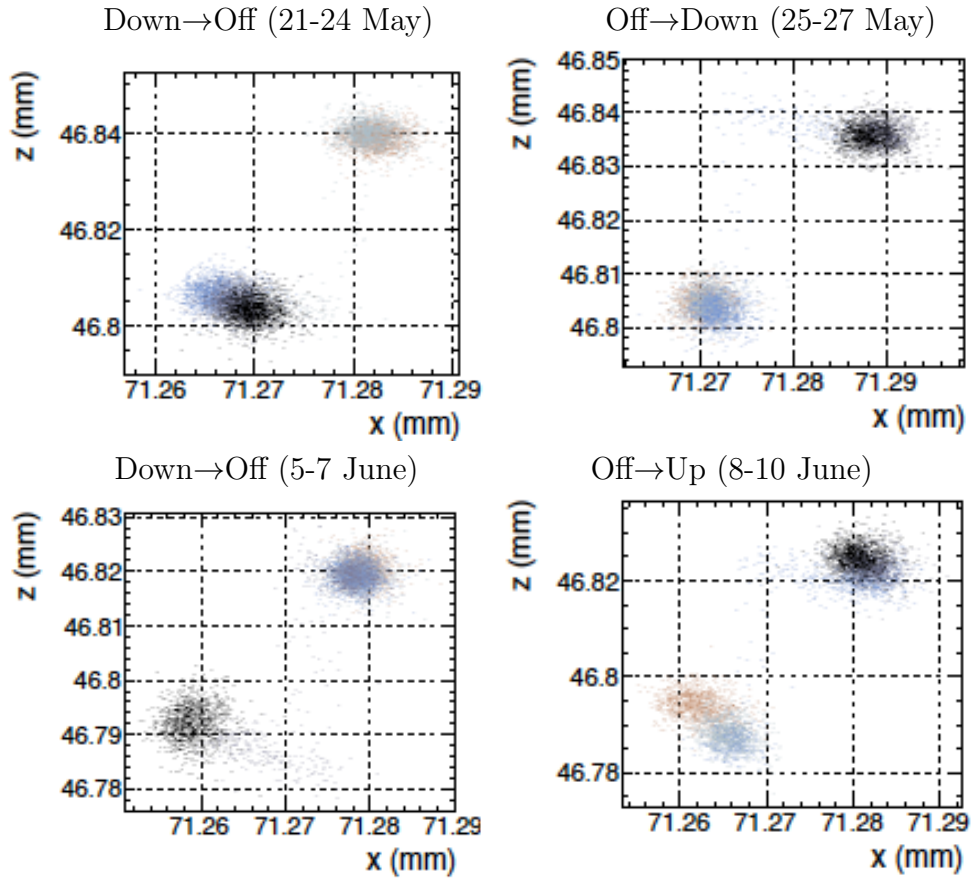 Down→Off (21-24 May)
z (mm)
46.84
46.82
46.8
71.26 71.27 71.28 71.29
x (mm)
Off→Down (25-27 May)
z (mm)
46.85
46.84
46.83
46.82
46.81
46.8
71.27 71.28 71.29
x (mm)
Down→Off (5-7 June)
z (mm)
46.83
46.82
46.81
46.8
46.79
46.78
71.26 71.27 71.28 71.29
x (mm)
Off→Up (8-10 June)
z (mm)
46.82
46.8
46.78
71.26 71.27 71.28 71.29
x (mm)